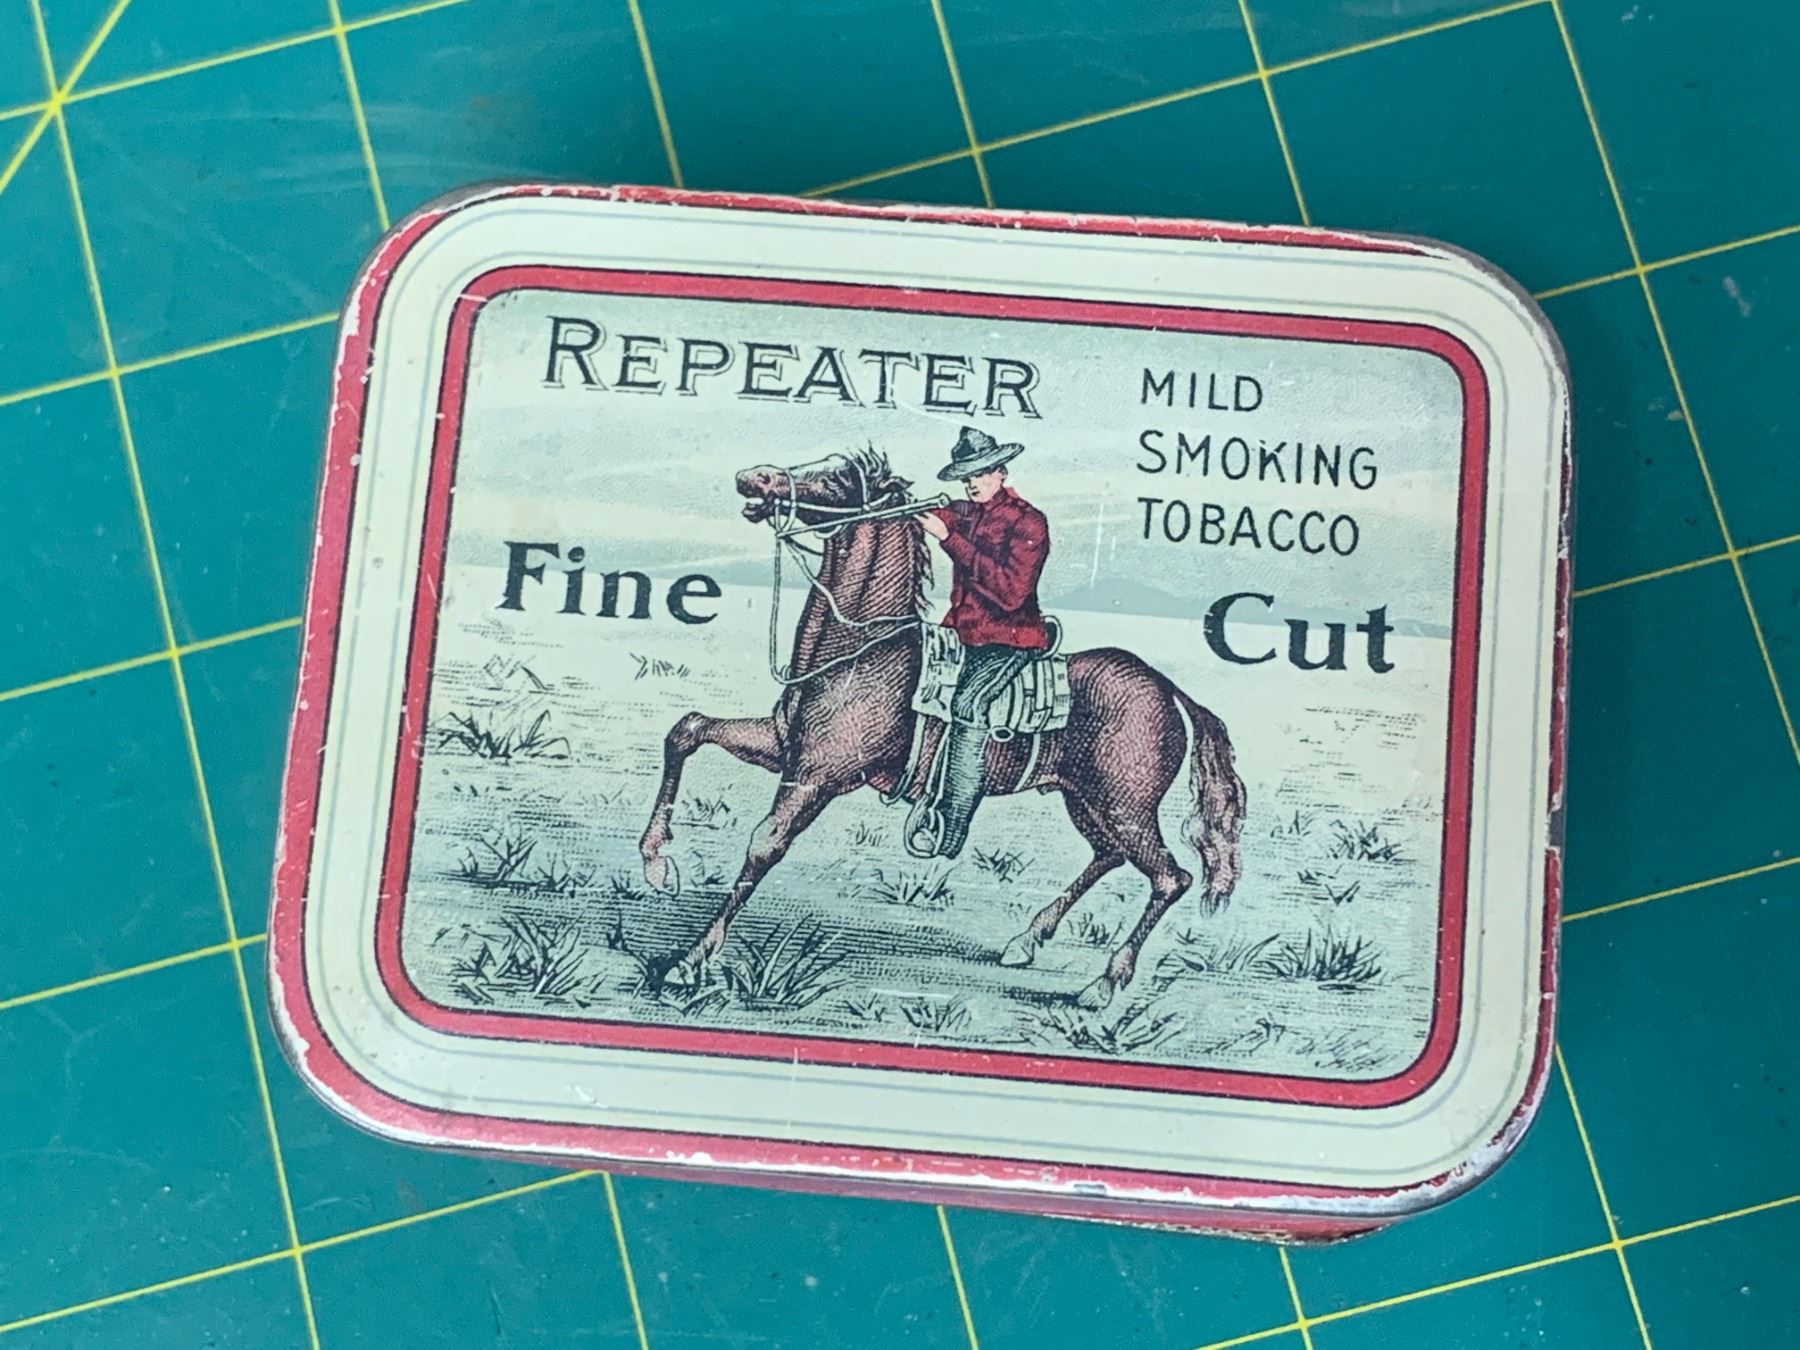 REPEATER
MILD
SMOKING
TOBACCO
Fine Cut